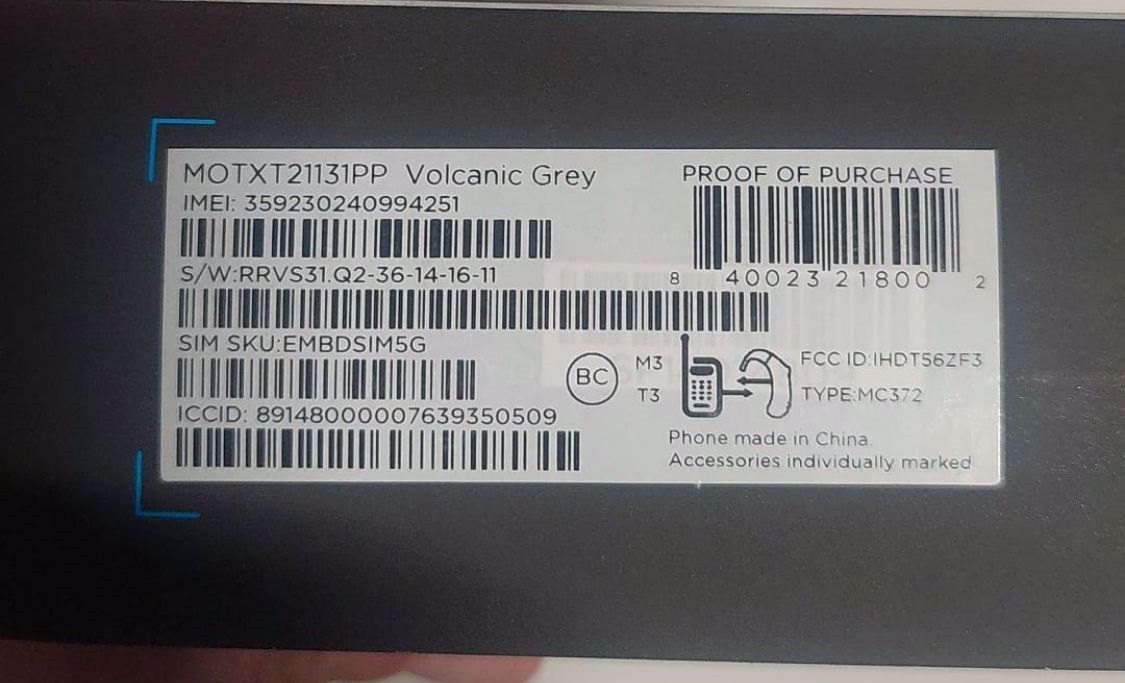 MOTXT21131PP Volcanic Grey
IMEI: 359230240994251
S/W:RRVS31.Q2-36-14-16-11
SIM SKU:EMBDSIM5G
ICCID: 89148000007639350509
PROOF OF PURCHASE
8 40023 21800 2
BC
M3
T3
FCC ID:IHDT56ZF3
TYPE:MC372
Phone made in China.
Accessories individually marked